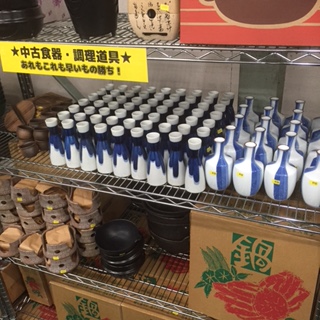 ★中古食器・調理道具★
あれもこれも早いもの勝ち！
鍋